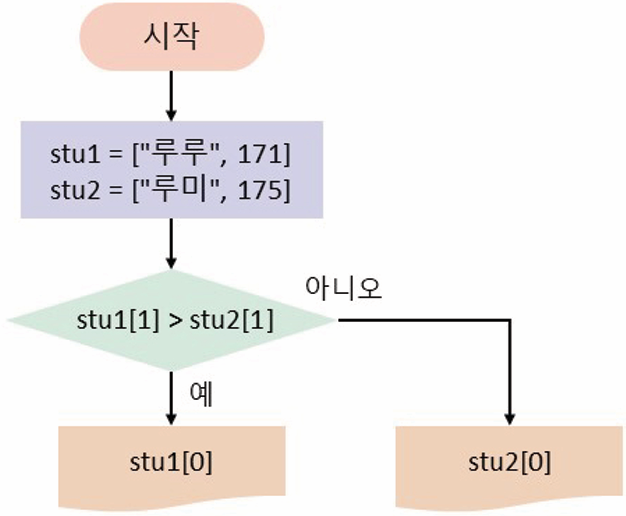 시작
stu1 = ["루루", 171]
stu2 = ["루미", 175]
stu1[1] > stu2[1]
아니오
예
stu1[0]
stu2[0]